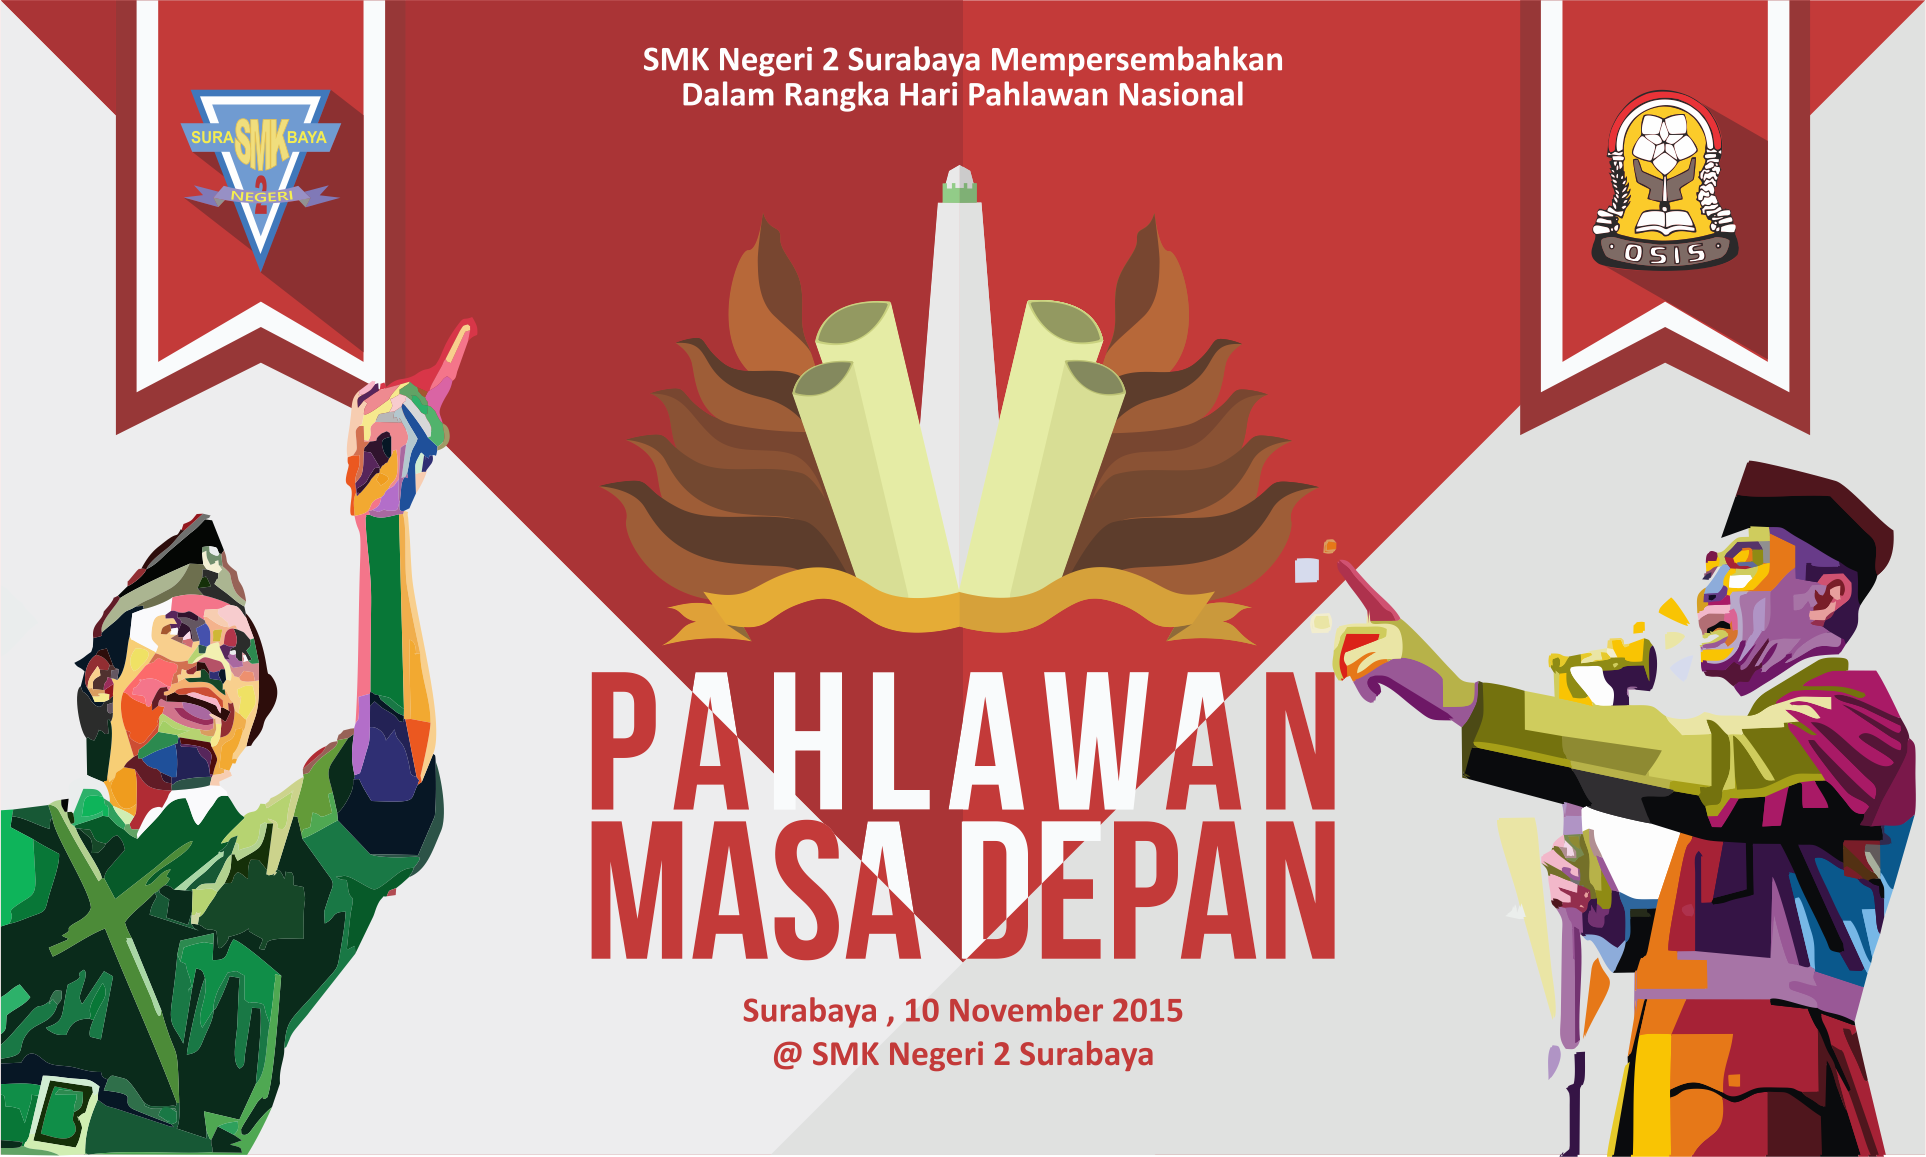 SMK Negeri 2 Surabaya Mempersembahkan
Dalam Rangka Hari Pahlawan Nasional
SURA SMK BAYA
2
NEGERI
OSIS
PAHLAWAN
MASA DEPAN
Surabaya , 10 November 2015
@ SMK Negeri 2 Surabaya